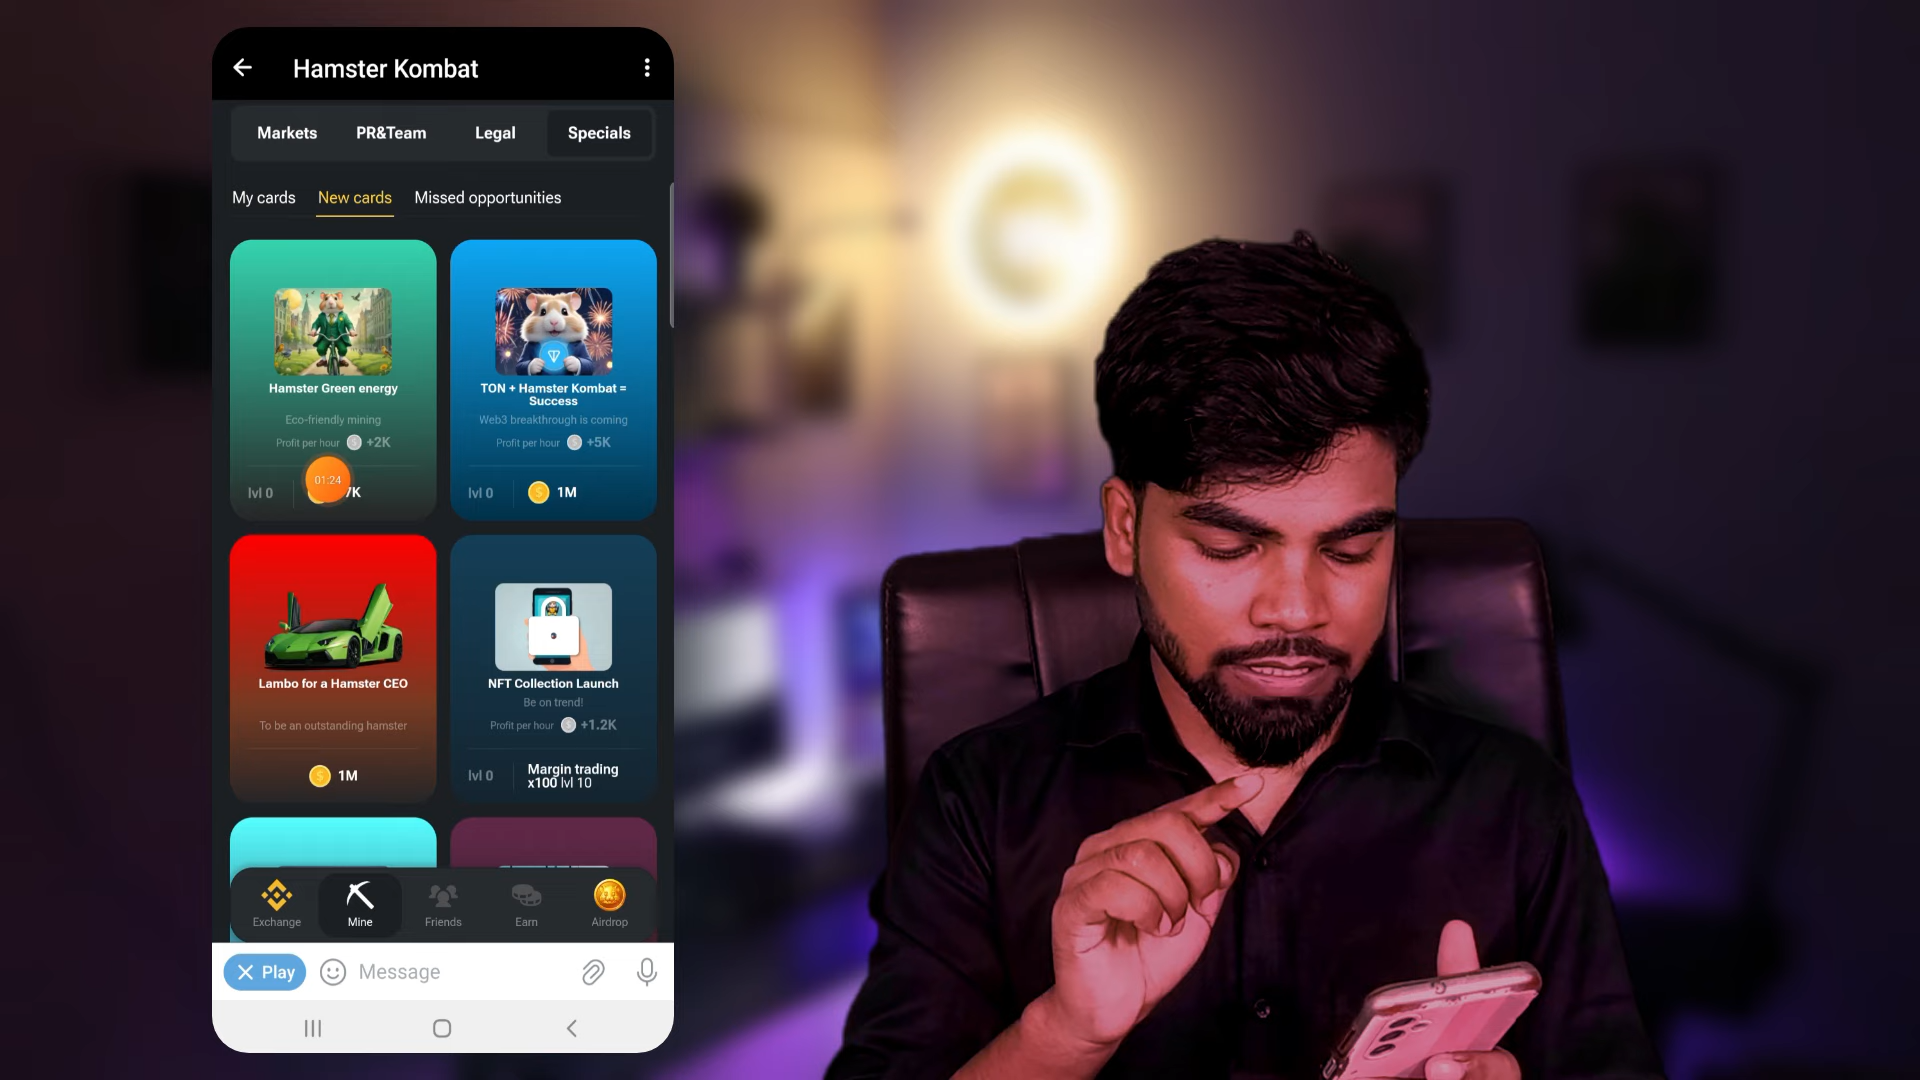 Hamster Kombat
Markets PR&Team Legal Specials
My cards New cards Missed opportunities
Hamster Green energy
Eco-friendly mining
Profit per hour +2K
lvl 0
01:24
7K
TON + Hamster Kombat =
Success
Web3 breakthrough is coming
Profit per hour +5K
lvl 0 1M
Lambo for a Hamster CEO
To be an outstanding hamster
1M
NFT Collection Launch
Be on trend!
Profit per hour +1.2K
lvl 0
Margin trading
x100 lvl 10
Exchange Mine Friends Earn Airdrop
Play Message